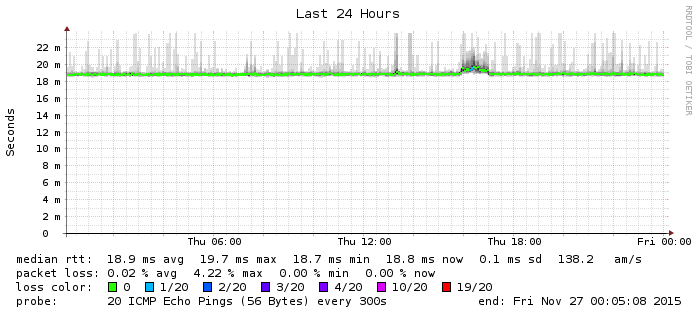 Last 24 Hours
RRDTOOL / TOBI OETIKER
Seconds
22 m
20 m
18 m
16 m
14 m
12 m
10 m
8 m
6 m
4 m
2 m
0
Thu 06:00 Thu 12:00 Thu 18:00 Fri 00:00
median rtt: 18.9 ms avg 19.7 ms max 18.7 ms min 18.8 ms now 0.1 ms sd 138.2 am/s
packet loss: 0.02 % avg 4.22 % max 0.00 % min 0.00 % now
loss color: 0 1/20 2/20 3/20 4/20 10/20 19/20
probe: 20 ICMP Echo Pings (56 Bytes) every 300s end: Fri Nov 27 00:05:08 2015